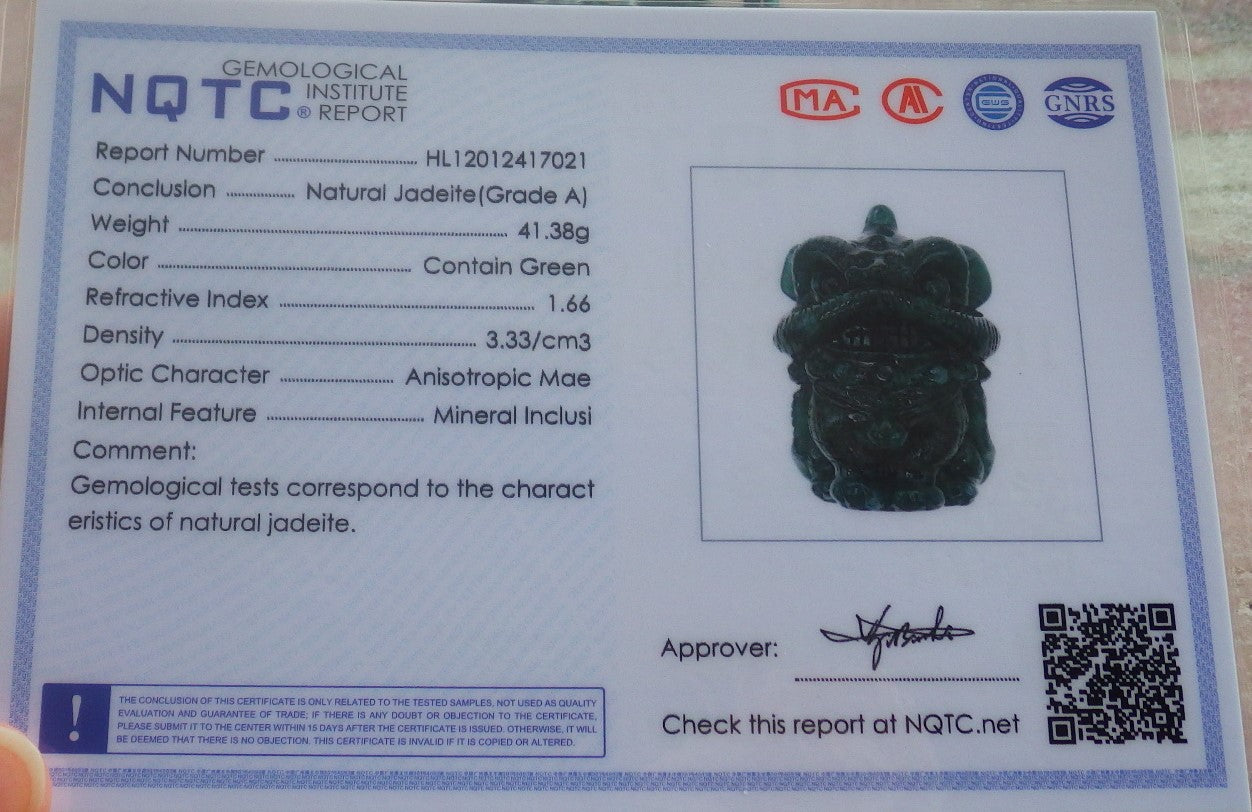 NQTC® GEMOLOGICAL
INSTITUTE
REPORT
CMA
GNRS
Report Number HL12012417021
Conclusion Natural Jadeite(Grade A)
Weight 41.38g
Color Contain Green
Refractive Index 1.66
Density 3.33/cm3
Optic Character Anisotropic Mae
Internal Feature Mineral Inclusi
Comment:
Gemological tests correspond to the charact
eristics of natural jadeite.
! THE CONCLUSION OF THIS CERTIFICATE IS ONLY RELATED TO THE TESTED SAMPLES, NOT USED AS QUALITY
EVALUATION AND GUARANTEE OF TRADE; IF THERE IS ANY DOUBT OR OBJECTION TO THE CERTIFICATE,
PLEASE SUBMIT IT TO THE CENTER WITHIN 15 DAYS AFTER THE CERTIFICATE IS ISSUED. OTHERWISE, IT WILL
BE DEEMED THAT THERE IS NO OBJECTION. THIS CERTIFICATE IS INVALID IF IT IS COPIED OR ALTERED.
Approver:
Check this report at NQTC.net